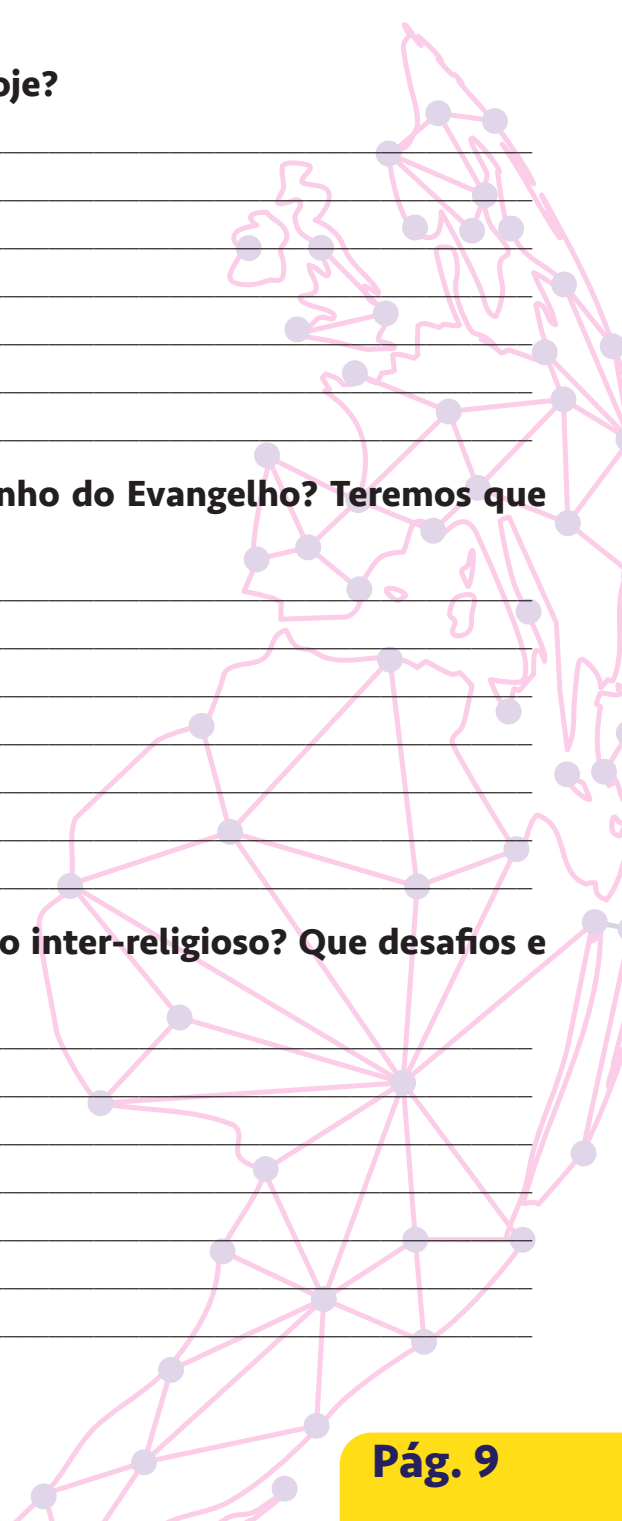 oje?
nho do Evangelho? Teremos que
o inter-religioso? Que desafios e
Pág. 9